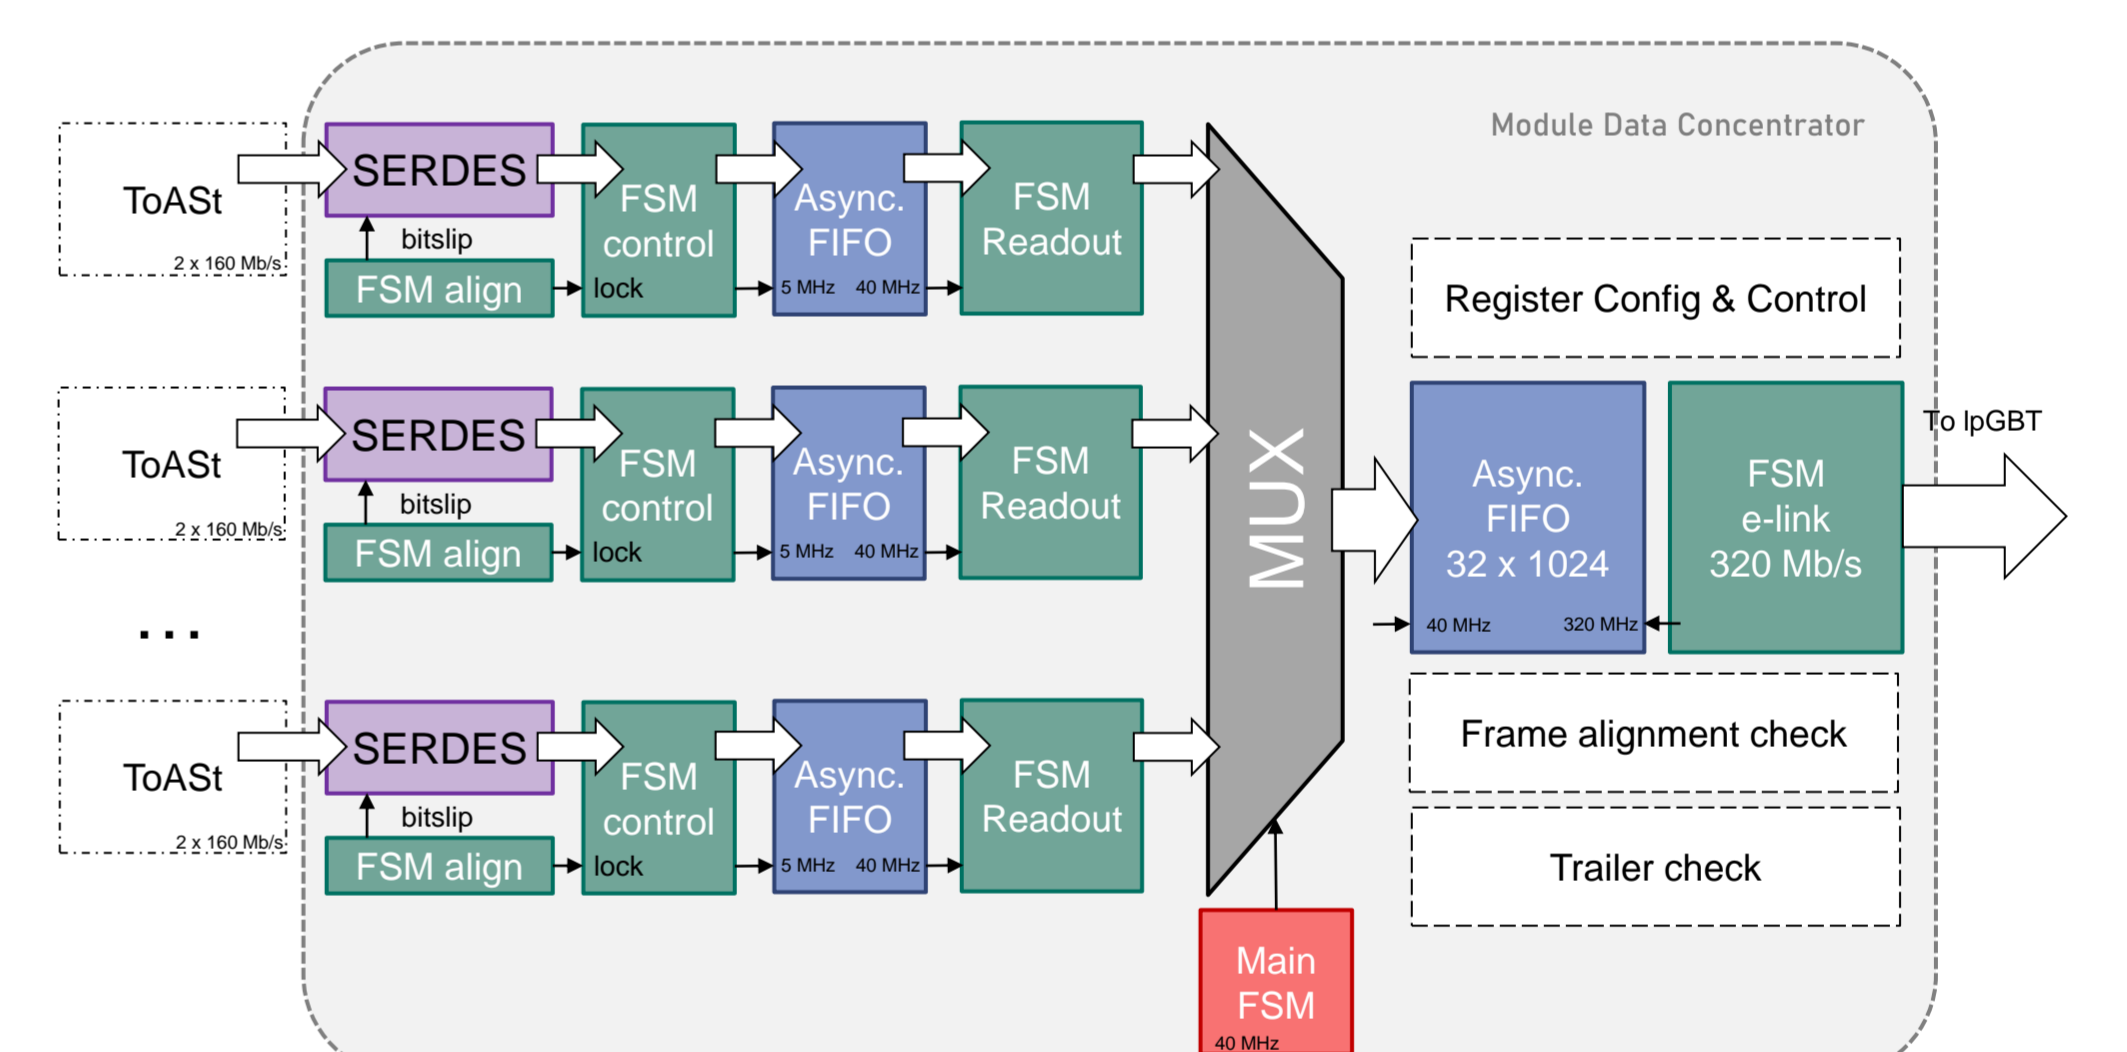 Module Data Concentrator
ToASt
2 x 160 Mb/s
SERDES
bitslip
FSM align
FSM
control
lock
Async.
FIFO
5 MHz
40 MHz
FSM
Readout
ToASt
2 x 160 Mb/s
SERDES
bitslip
FSM align
FSM
control
lock
Async.
FIFO
5 MHz
40 MHz
FSM
Readout
...
ToASt
2 x 160 Mb/s
SERDES
bitslip
FSM align
FSM
control
lock
Async.
FIFO
5 MHz
40 MHz
FSM
Readout
MUX
Main
FSM
40 MHz
Register Config & Control
Async.
FIFO
32 x 1024
40 MHz
320 MHz
FSM
e-link
320 Mb/s
To lpGBT
Frame alignment check
Trailer check